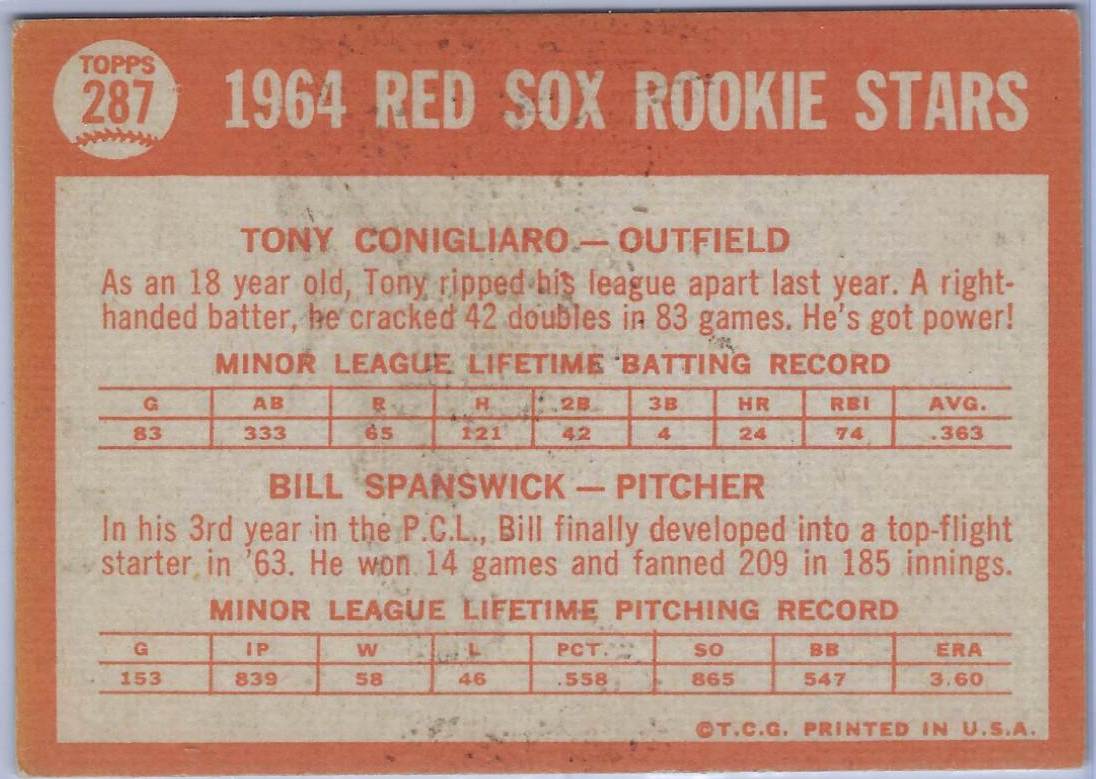 TOPPS
287
1964 RED SOX ROOKIE STARS
TONY CONIGLIARO — OUTFIELD
As an 18 year old, Tony ripped his league apart last year. A right-
handed batter, he cracked 42 doubles in 83 games. He's got power!
MINOR LEAGUE LIFETIME BATTING RECORD
G AB R H 2B 3B HR RBI AVG.
83 333 65 121 42 4 24 74 .363
BILL SPANSWICK — PITCHER
In his 3rd year in the P.C.L., Bill finally developed into a top-flight
starter in '63. He won 14 games and fanned 209 in 185 innings.
MINOR LEAGUE LIFETIME PITCHING RECORD
G IP W L PCT. SO BB ERA
153 839 58 46 .558 865 547 3.60
©T.C.G. PRINTED IN U.S.A.